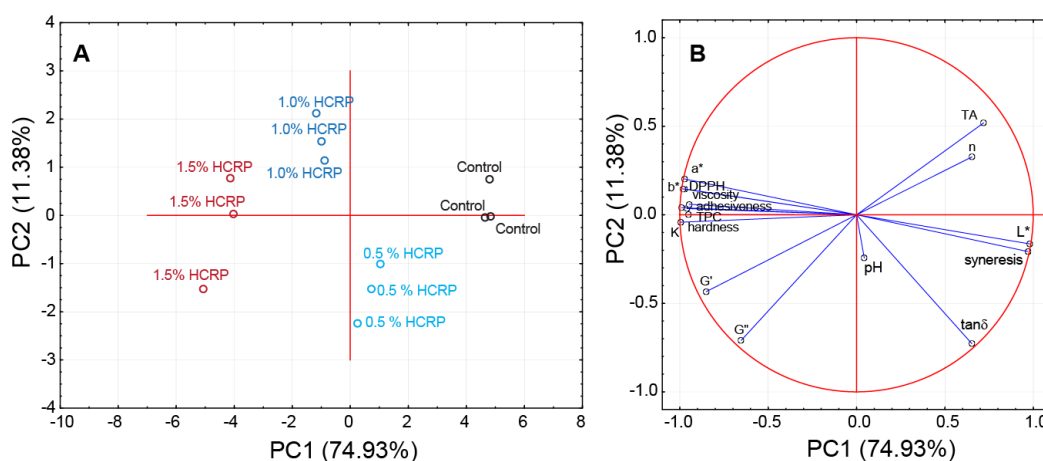 A
4
3
2
1
0
-1
-2
-3
-4
-10
-8
-6
-4
-2
0
2
4
6
8
PC2 (11.38%)
PC1 (74.93%)
1.0% HCRP
1.0% HCRP
1.0% HCRP
1.5% HCRP
1.5% HCRP
1.5% HCRP
Control
Control
Control
0.5 % HCRP
0.5 % HCRP
0.5 % HCRP
B
1.0
0.5
0.0
-0.5
-1.0
-1.0
-0.5
0.0
0.5
1.0
PC2 (11.38%)
PC1 (74.93%)
TA
n
a*
b*
DPPH
viscosity
adhesiveness
TPC
K
hardness
L*
syneresis
pH
G'
G"
tanδ